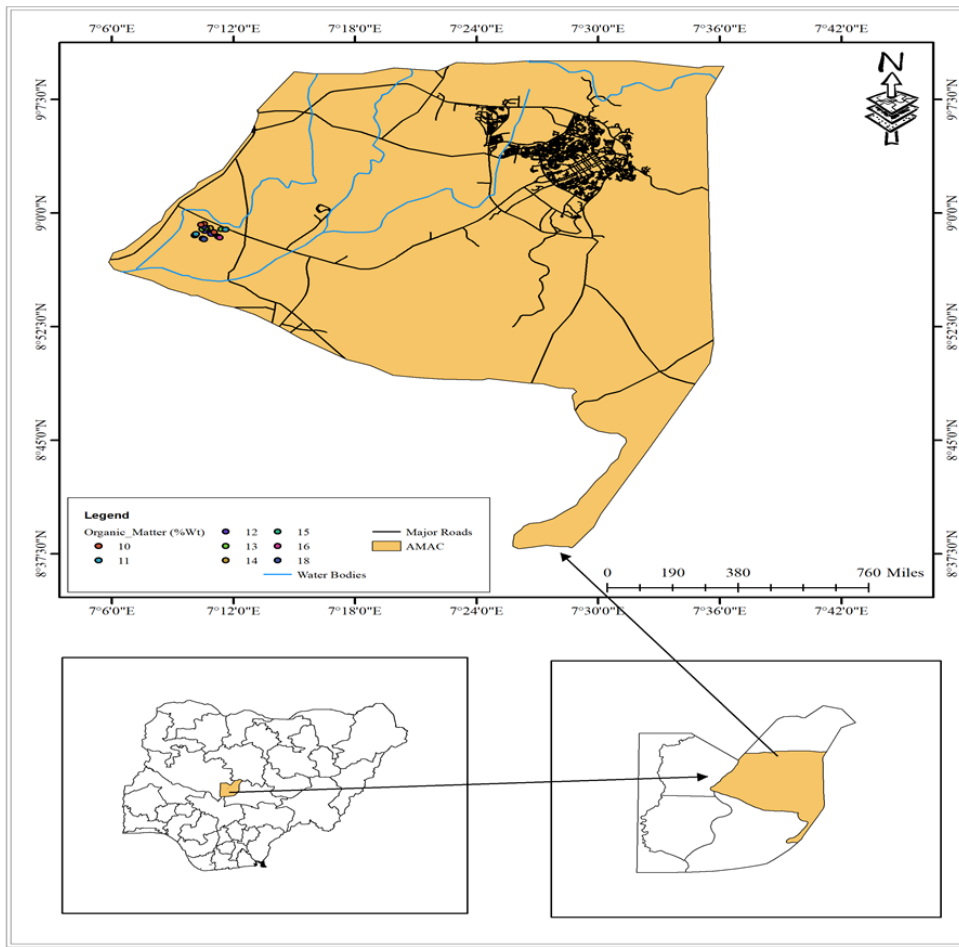 7°6'0"E 7°12'0"E 7°18'0"E 7°24'0"E 7°30'0"E 7°36'0"E 7°42'0"E
N
9°7'30"N 9°7'30"N
9°0'0"N 9°0'0"N
8°52'30"N 8°52'30"N
8°45'0"N 8°45'0"N
8°37'30"N 8°37'30"N
Legend
Organic_Matter (%Wt) 12 15 Major Roads
10 13 16 AMAC
11 14 18
Water Bodies
0 190 380 760 Miles
7°6'0"E 7°12'0"E 7°18'0"E 7°24'0"E 7°30'0"E 7°36'0"E 7°42'0"E